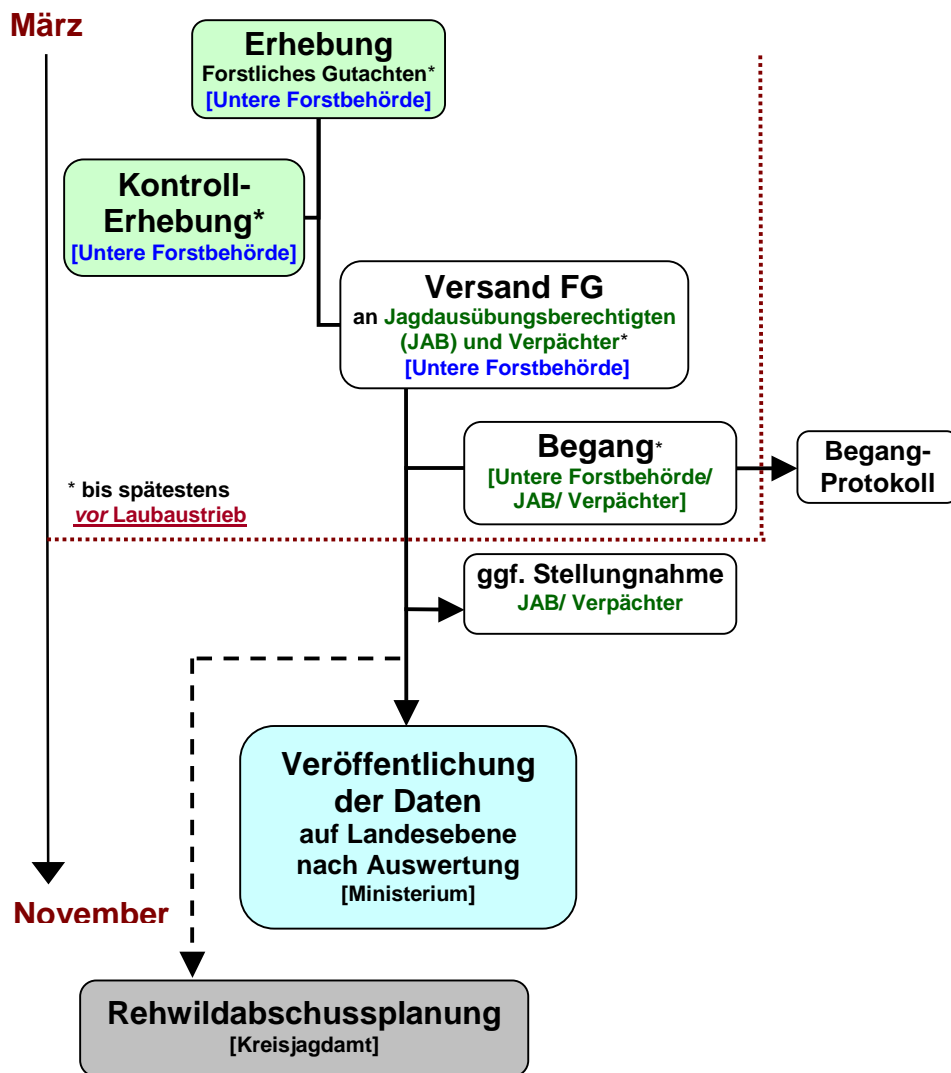 März
Erhebung
Forstliches Gutachten*
[Untere Forstbehörde]
Kontroll-
Erhebung*
[Untere Forstbehörde]
Versand FG
an Jagdausübungsberechtigten
(JAB) und Verpächter*
[Untere Forstbehörde]
Begang*
[Untere Forstbehörde/
JAB/ Verpächter]
Begang-
Protokoll
* bis spätestens
vor Laubaustrieb
ggf. Stellungnahme
JAB/ Verpächter
Veröffentlichung
der Daten
auf Landesebene
nach Auswertung
[Ministerium]
November
Rehwildabschussplanung
[Kreisjagdamt]